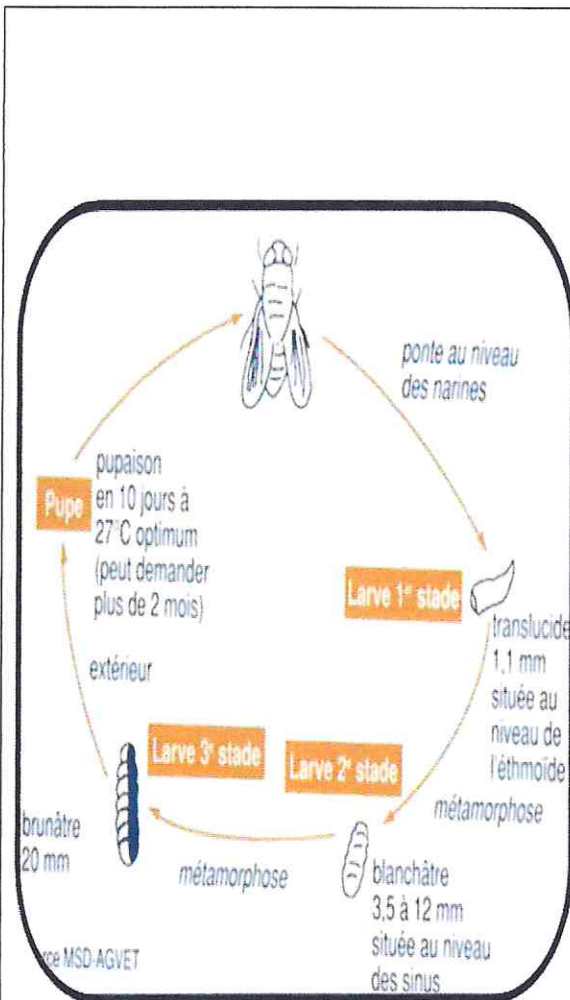 ponte au niveau
des narines
Larve 1er stade
translucide
1,1 mm
située au
niveau de
l'éthmoïde
métamorphose
Larve 2e stade
blanchâtre
3,5 à 12 mm
située au niveau
des sinus
métamorphose
Larve 3e stade
brunâtre
20 mm
extérieur
Pupe
pupaison
en 10 jours à
27°C optimum
(peut demander
plus de 2 mois)
rce MSD-AGVET